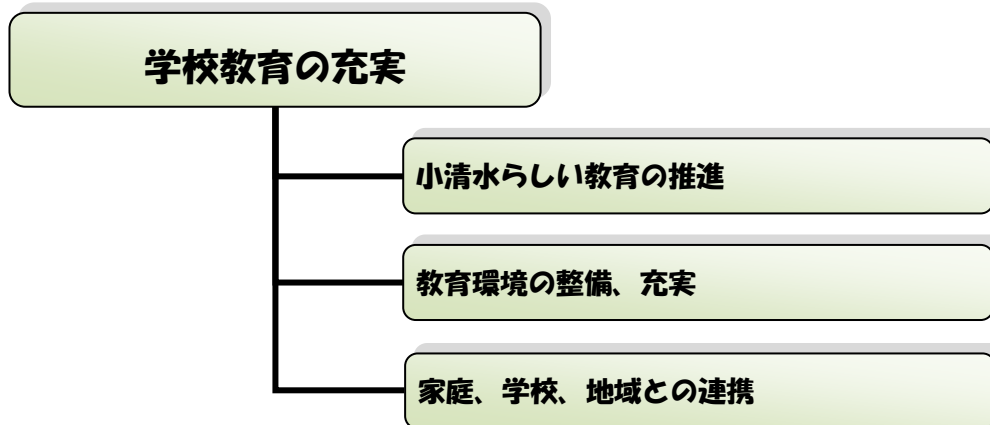 学校教育の充実
小清水らしい教育の推進
教育環境の整備、充実
家庭、学校、地域との連携